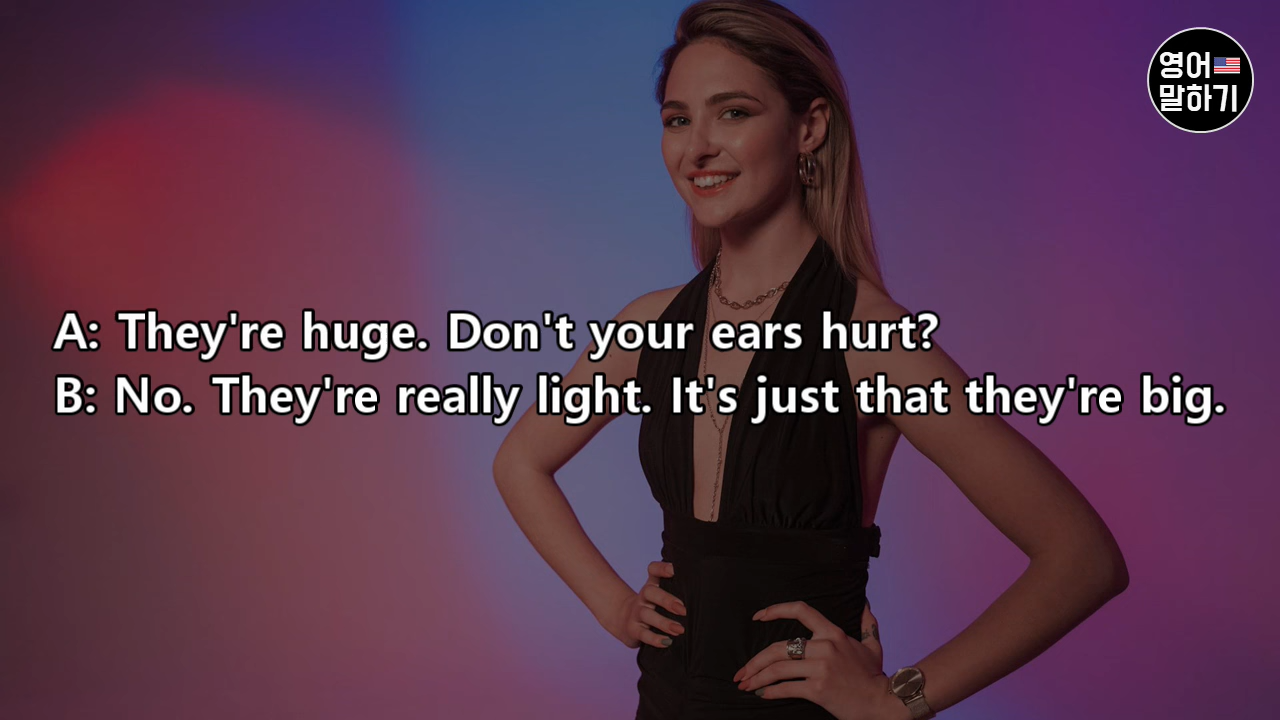 영어
말하기
A: They're huge. Don't your ears hurt?
B: No. They're really light. It's just that they're big.